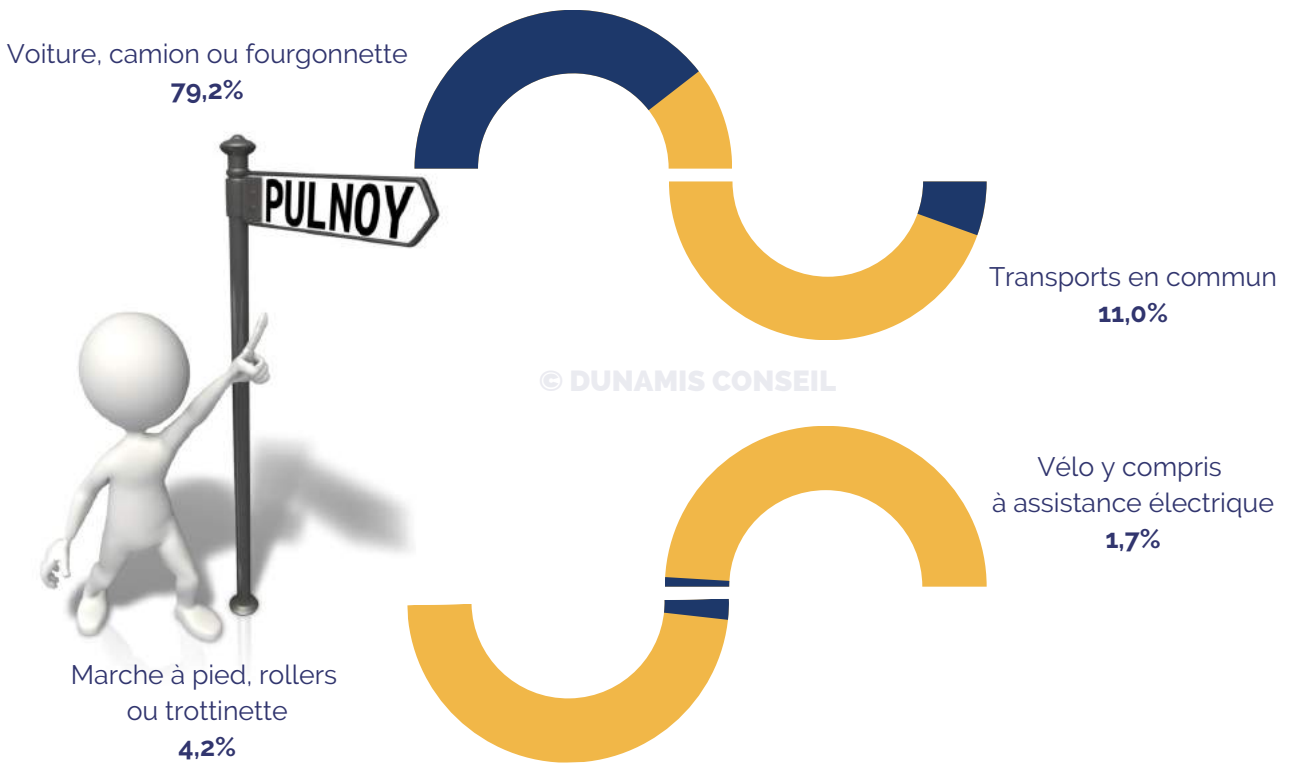 Voiture, camion ou fourgonnette
79,2%
PULNOY
Transports en commun
11,0%
© DUNAMIS CONSEIL
Vélo y compris
à assistance électrique
1,7%
Marche à pied, rollers
ou trottinette
4,2%